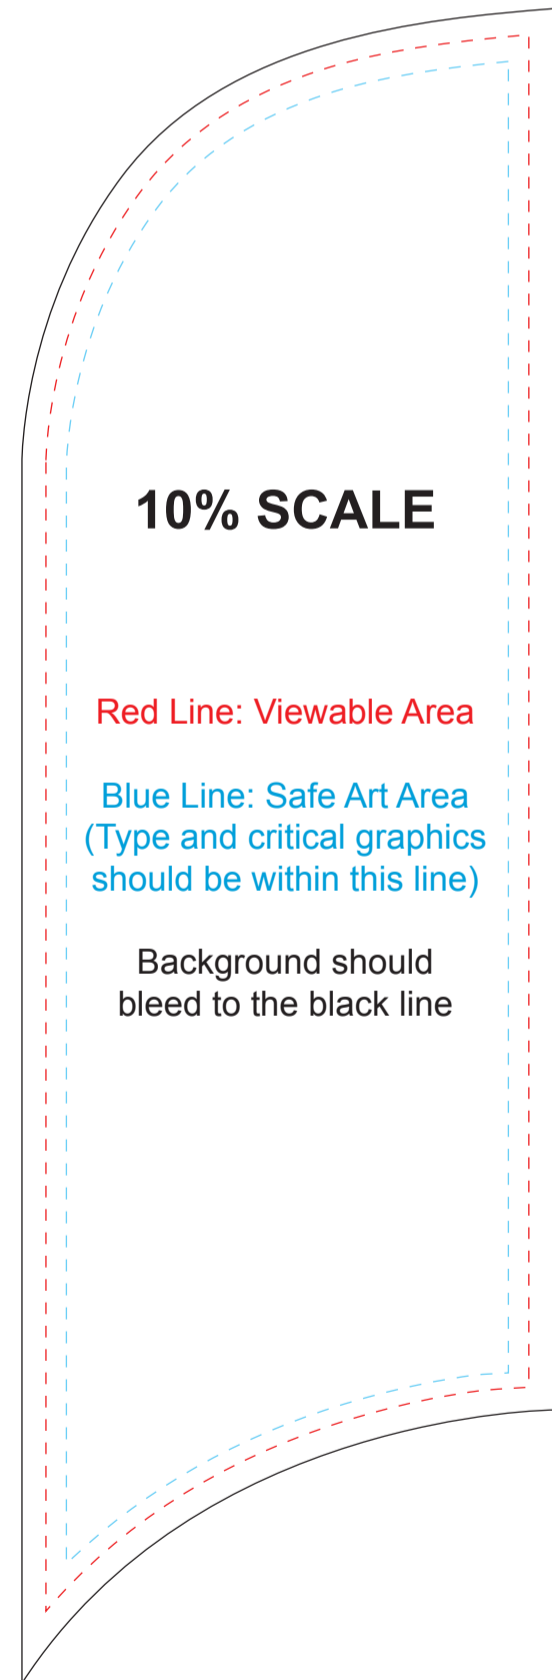 10% SCALE
Red Line: Viewable Area
Blue Line: Safe Art Area
(Type and critical graphics
should be within this line)
Background should
bleed to the black line